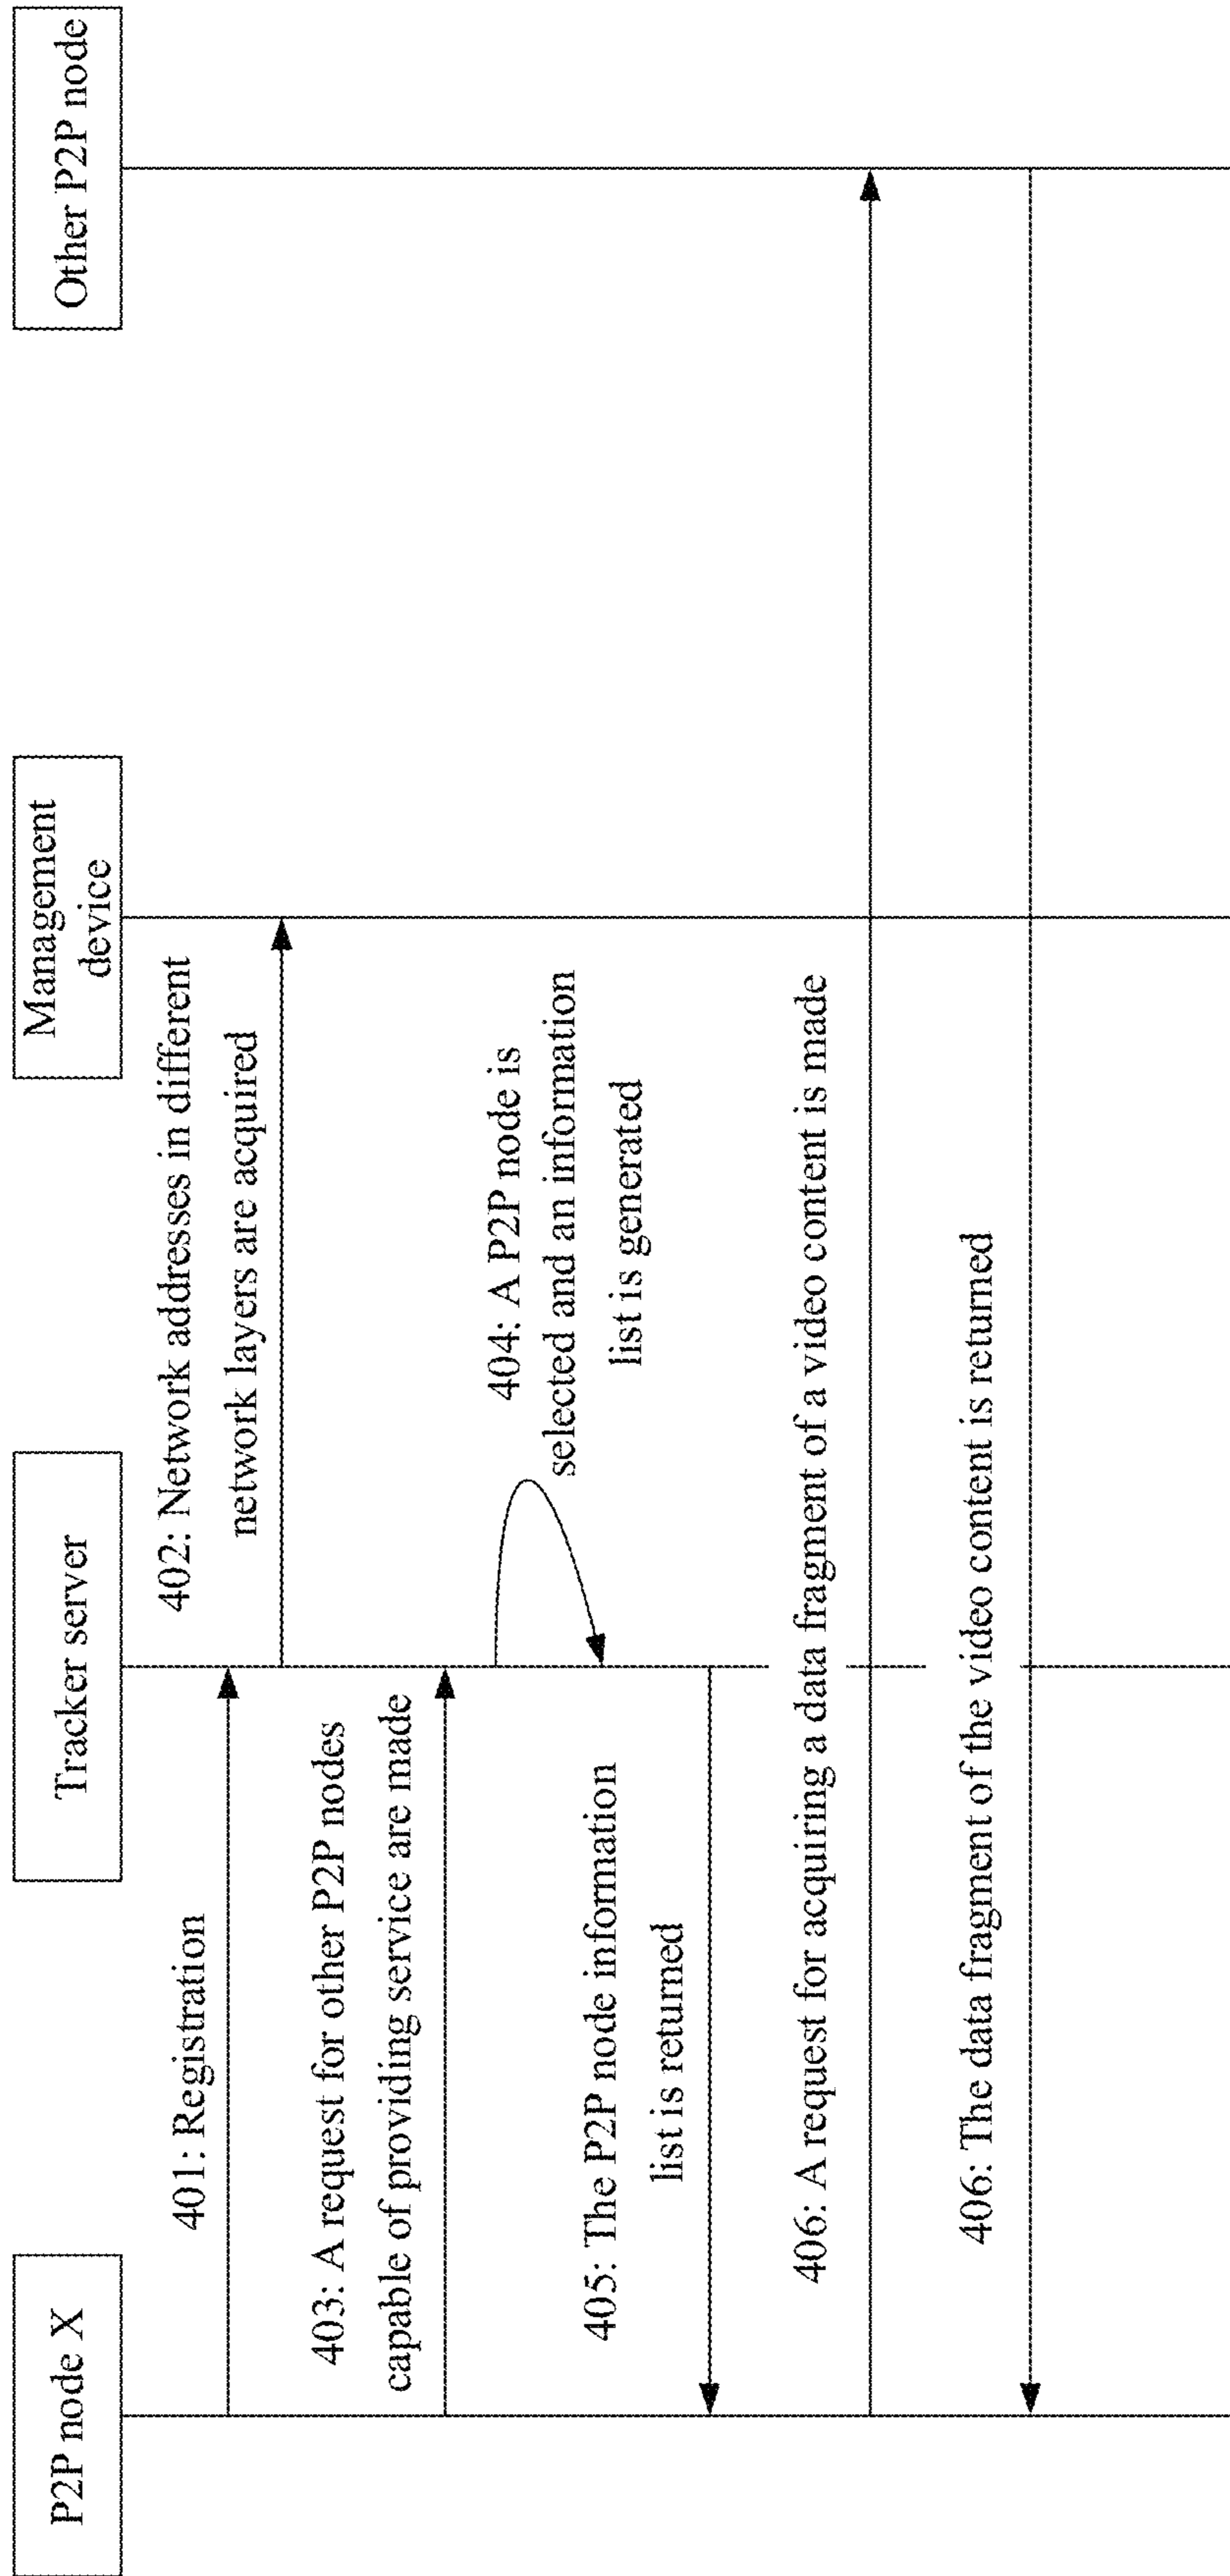 P2P node X
Tracker server
Management
device
Other P2P node
401: Registration
402: Network addresses in different
network layers are acquired
403: A request for other P2P nodes
capable of providing service are made
404: A P2P node is
selected and an information
list is generated
405: The P2P node information
list is returned
406: A request for acquiring a data fragment of a video content is made
406: The data fragment of the video content is returned